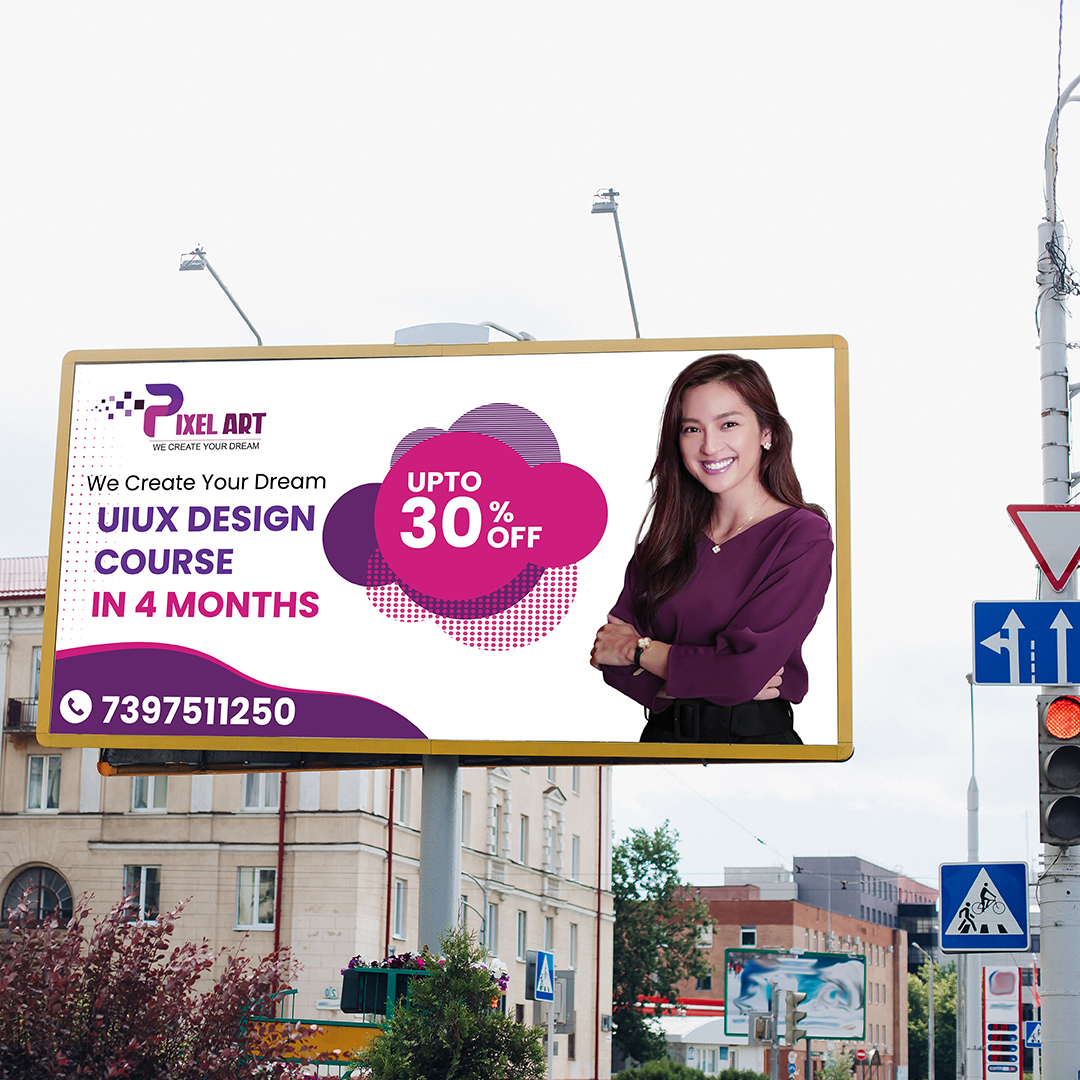 PIXEL ART
WE CREATE YOUR DREAM
We Create Your Dream
UIUX DESIGN
COURSE
IN 4 MONTHS
7397511250
UPTO
30% OFF